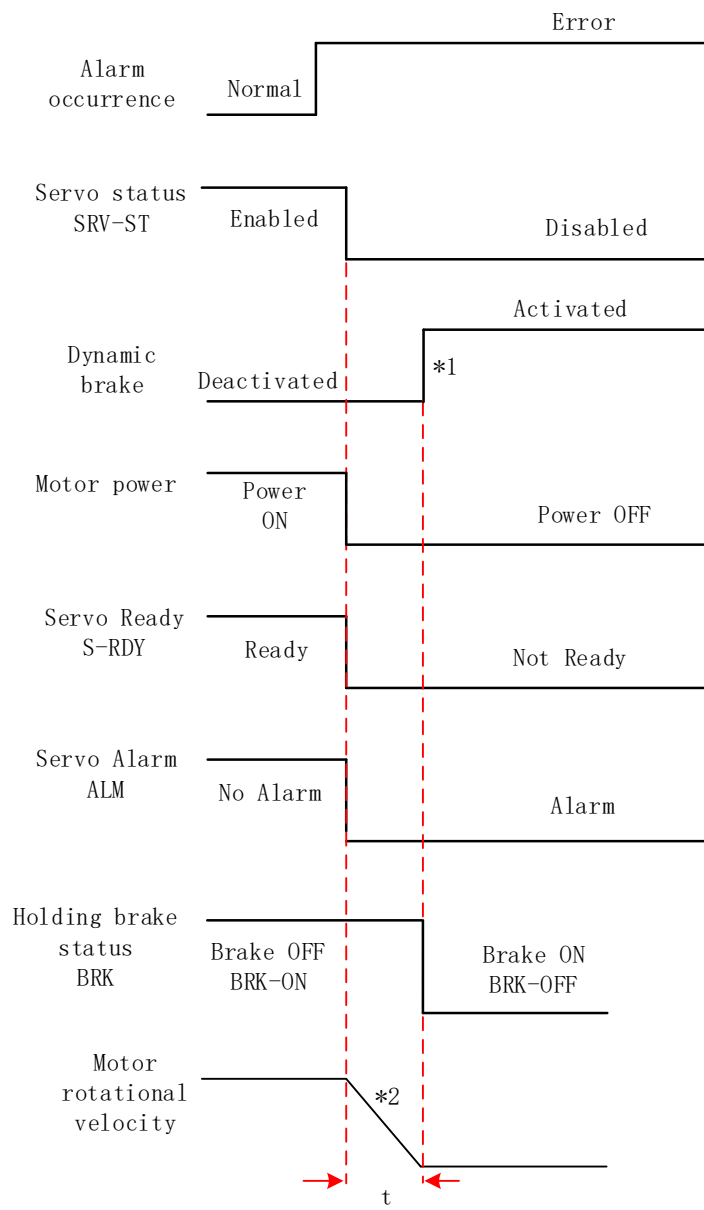 Error
Alarm
occurrence
Normal
Servo status
SRV-ST
Enabled
Disabled
Activated
Dynamic
brake
Deactivated
*1
Motor power
Power
ON
Power OFF
Servo Ready
S-RDY
Ready
Not Ready
Servo Alarm
ALM
No Alarm
Alarm
Holding brake
status
BRK
Brake OFF
BRK-ON
Brake ON
BRK-OFF
Motor
rotational
velocity
*2
t